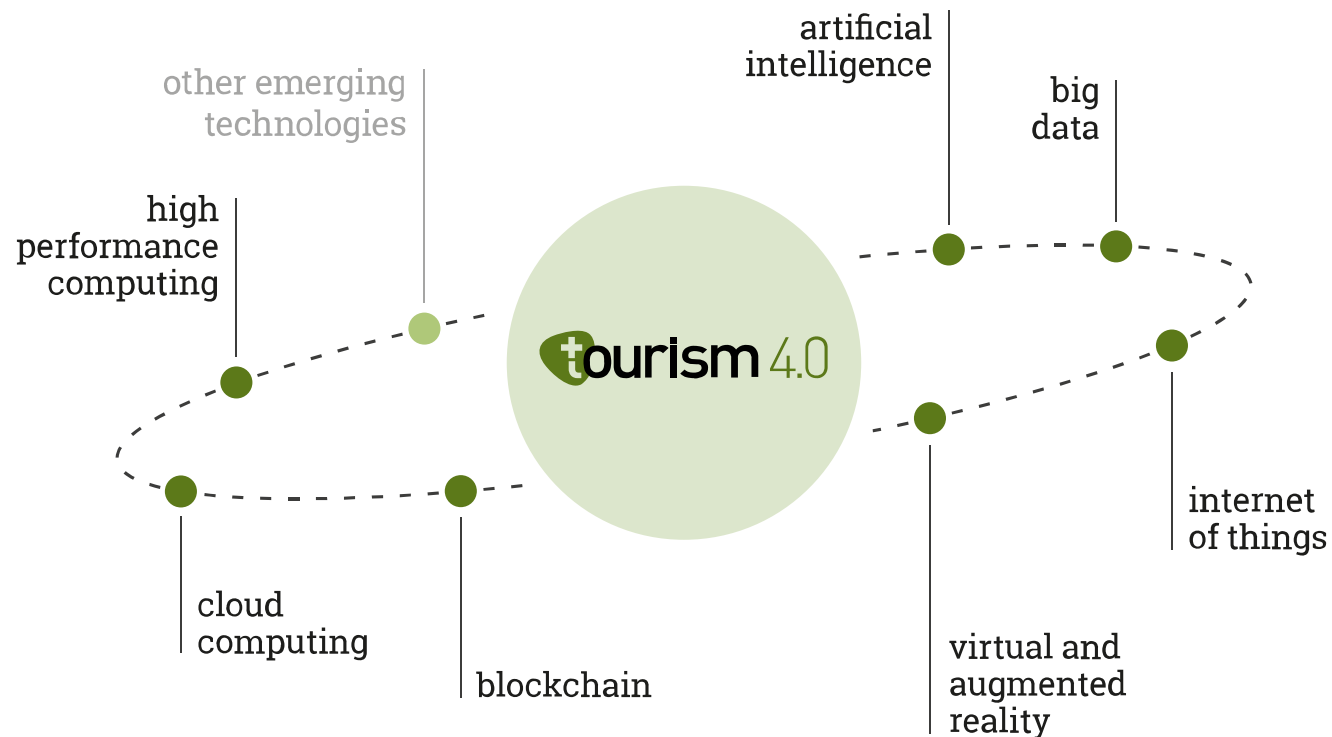 artificial
intelligence
big
data
other emerging
technologies
high
performance
computing
tourism 4.0
internet
of things
cloud
computing
blockchain
virtual and
augmented
reality